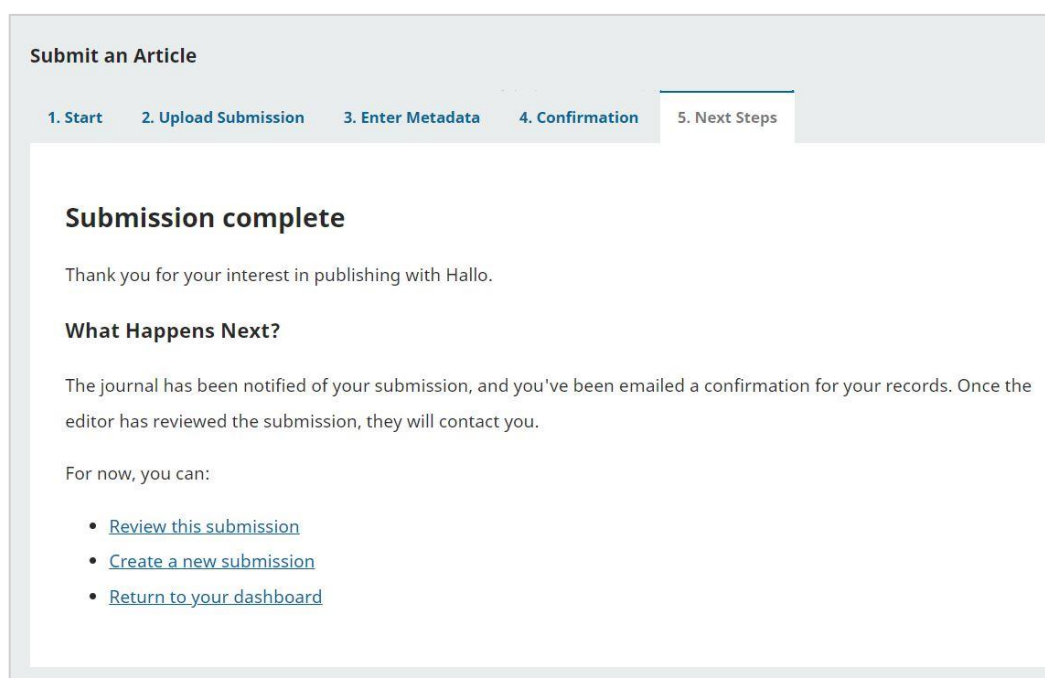 Submit an Article
1. Start 2. Upload Submission 3. Enter Metadata 4. Confirmation 5. Next Steps
Submission complete
Thank you for your interest in publishing with Hallo.
What Happens Next?
The journal has been notified of your submission, and you've been emailed a confirmation for your records. Once the
editor has reviewed the submission, they will contact you.
For now, you can:
• Review this submission
• Create a new submission
• Return to your dashboard